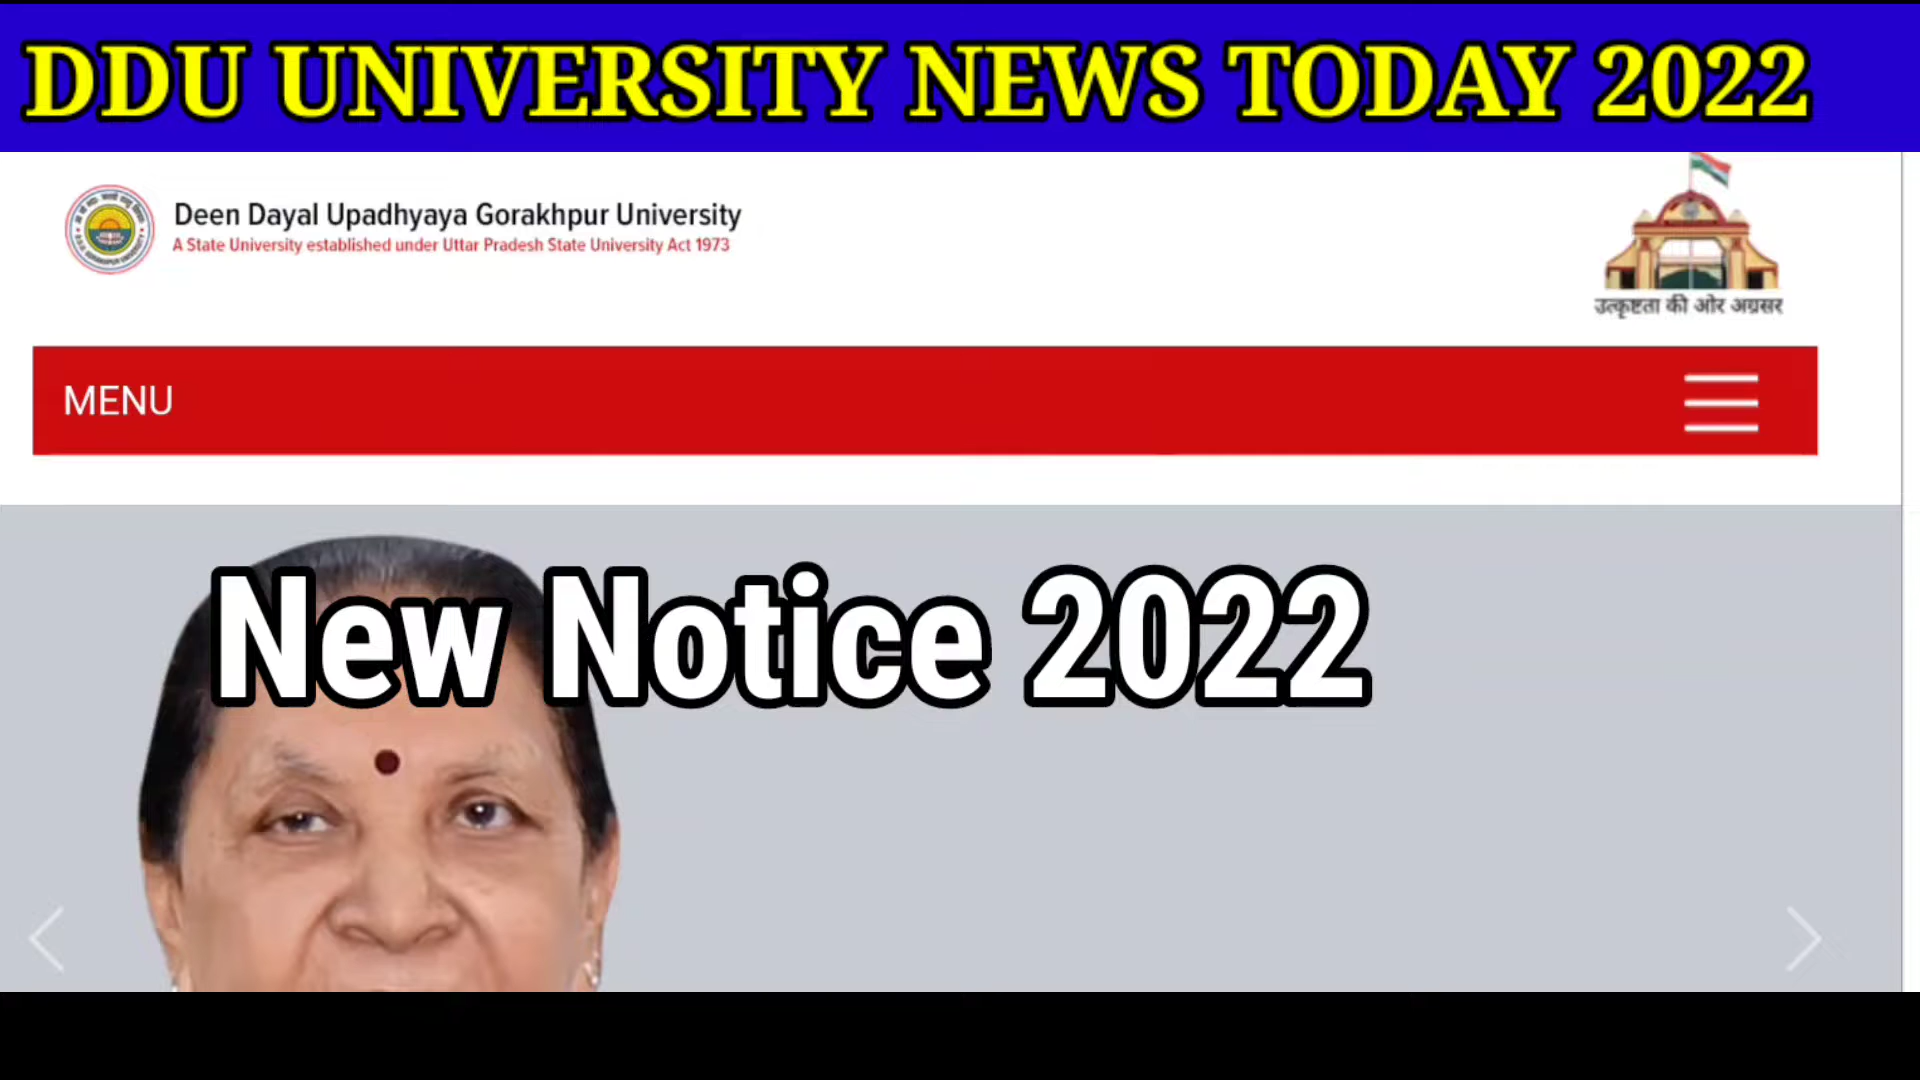 DDU UNIVERSITY NEWS TODAY 2022
Deen Dayal Upadhyaya Gorakhpur University
A State University established under Uttar Pradesh State University Act 1973
उत्कृष्टता की ओर अग्रसर
MENU
New Notice 2022